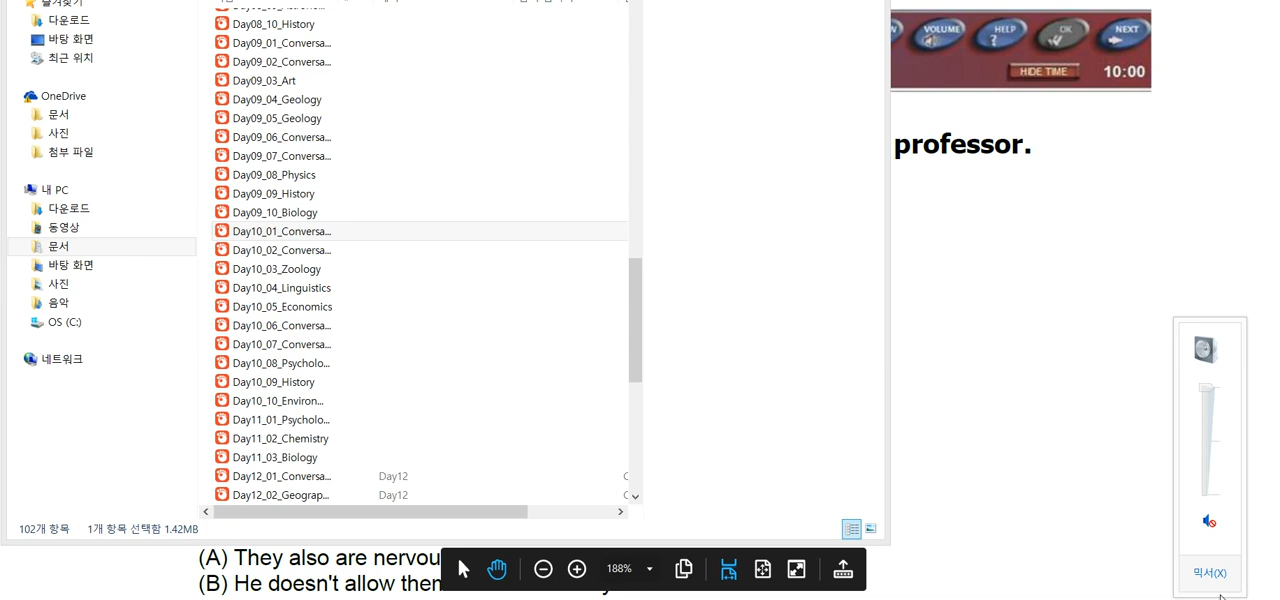 즐겨찾기
다운로드
바탕 화면
최근 위치
OneDrive
문서
사진
첨부 파일
내 PC
다운로드
동영상
문서
바탕 화면
사진
음악
OS (C:)
네트워크
Day08_10_History
Day09_01_Conversa...
Day09_02_Conversa...
Day09_03_Art
Day09_04_Geology
Day09_05_Geology
Day09_06_Conversa...
Day09_07_Conversa...
Day09_08_Physics
Day09_09_History
Day09_10_Biology
Day10_01_Conversa...
Day10_02_Conversa...
Day10_03_Zoology
Day10_04_Linguistics
Day10_05_Economics
Day10_06_Conversa...
Day10_07_Conversa...
Day10_08_Psycholo...
Day10_09_History
Day10_10_Environ...
Day11_01_Psycholo...
Day11_02_Chemistry
Day11_03_Biology
Day12_01_Conversa... Day12
Day12_02_Geograp... Day12
102개 항목 1개 항목 선택함 1.42MB
VOLUME HELP OK NEXT
HIDE TIME 10:00
professor.
믹서(X)
(A) They also are nervou
(B) He doesn't allow them
188%